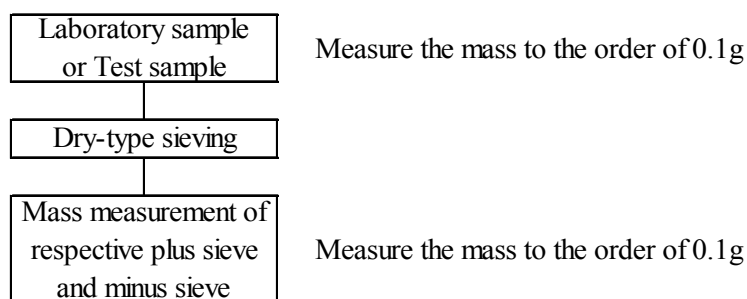 Laboratory sample
or Test sample
Measure the mass to the order of 0.1g
Dry-type sieving
Mass measurement of
respective plus sieve
and minus sieve
Measure the mass to the order of 0.1g